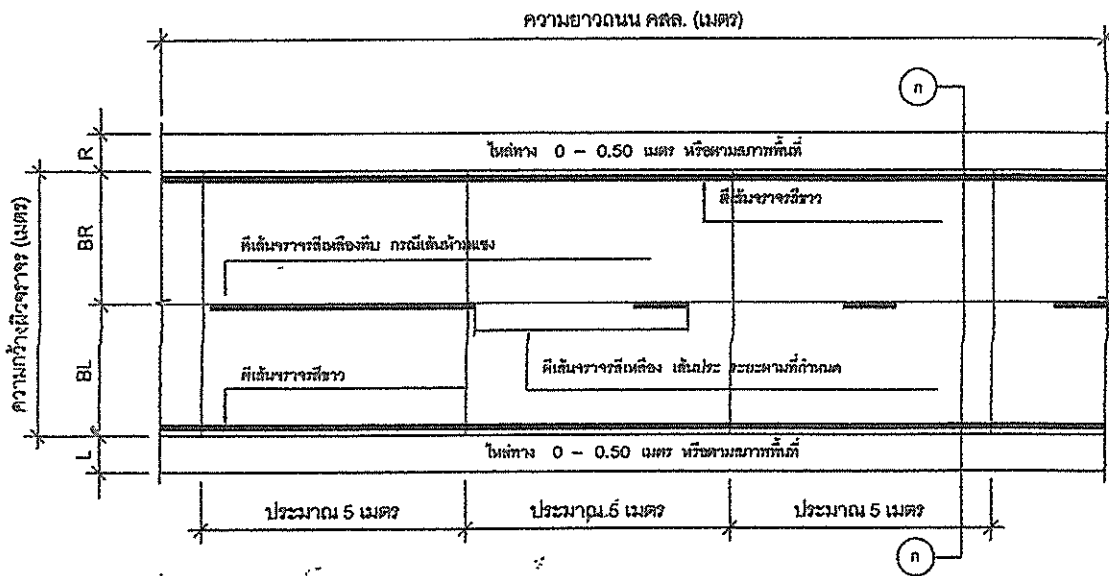 ความยาวถนน คสล. (เมตร)
ก
R
ไหล่ทาง 0 - 0.50 เมตร หรือตามสภาพพื้นที่
ตีเส้นจราจรสีขาว
ความกว้างผิวจราจร (เมตร)
BR
ตีเส้นจราจรสีเหลืองทึบ กรณีเส้นห้ามแซง
BL
ตีเส้นจราจรสีเหลือง เส้นประ ระยะตามที่กำหนด
ตีเส้นจราจรสีขาว
L
ไหล่ทาง 0 - 0.50 เมตร หรือตามสภาพพื้นที่
ประมาณ 5 เมตร
ประมาณ 5 เมตร
ประมาณ 5 เมตร
ก